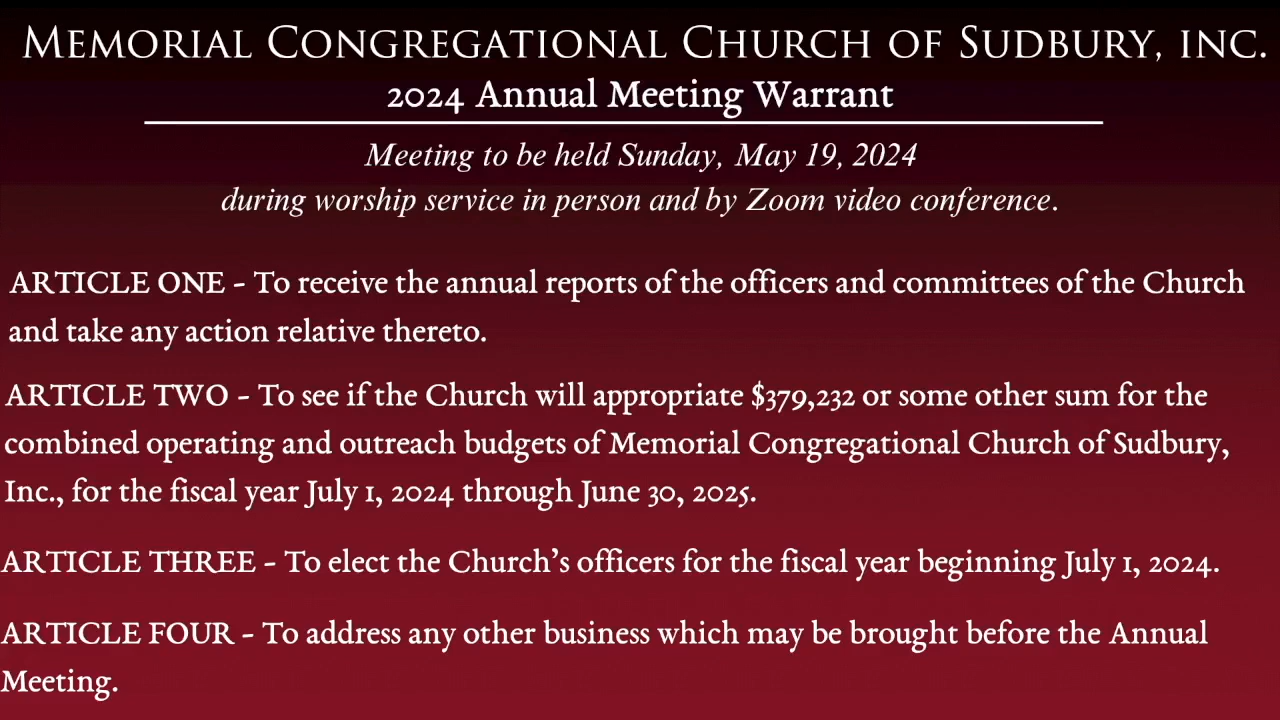 MEMORIAL CONGREGATIONAL CHURCH OF SUDBURY, INC.
2024 Annual Meeting Warrant
Meeting to be held Sunday, May 19, 2024
during worship service in person and by Zoom video conference.
ARTICLE ONE - To receive the annual reports of the officers and committees of the Church
and take any action relative thereto.
ARTICLE TWO - To see if the Church will appropriate $379,232 or some other sum for the
combined operating and outreach budgets of Memorial Congregational Church of Sudbury,
Inc., for the fiscal year July 1, 2024 through June 30, 2025.
ARTICLE THREE - To elect the Church’s officers for the fiscal year beginning July 1, 2024.
ARTICLE FOUR - To address any other business which may be brought before the Annual
Meeting.